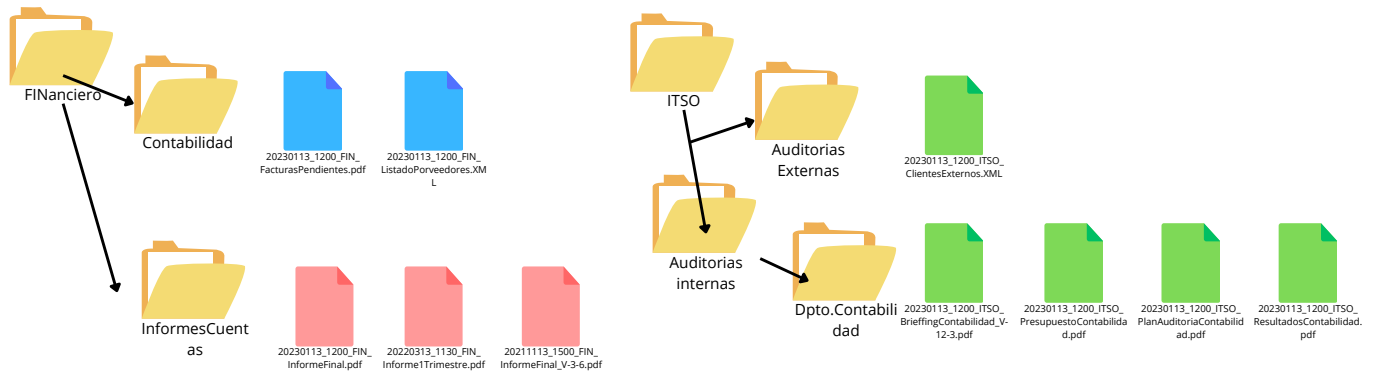 FINanciero
Contabilidad
20230113_1200_FIN_
FacturasPendientes.pdf
20230113_1200_FIN_
ListadoPorveedores.XM
L
InformesCuent
as
20230113_1200_FIN_
InformeFinal.pdf
20220313_1130_FIN_
Informe1Trimestre.pdf
20211113_1500_FIN_
InformeFinal_V-3-6.pdf
ITSO
Auditorias
Externas
20230113_1200_ITSO_
ClientesExternos.XML
Auditorias
internas
Dpto.Contabili
dad
20230113_1200_ITSO_
BrieffingContabilidad_V-
12-3.pdf
20230113_1200_ITSO_
PresupuestoContabilida
d.pdf
20230113_1200_ITSO_
PlanAuditoriaContabilid
ad.pdf
20230113_1200_ITSO_
ResultadosContabilidad.
pdf